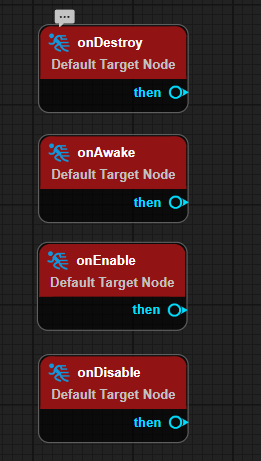 onDestroy
Default Target Node
then
onAwake
Default Target Node
then
onEnable
Default Target Node
then
onDisable
Default Target Node
then